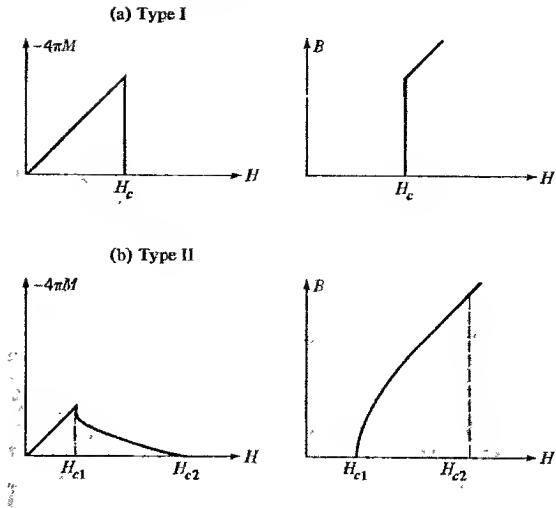 (a) Type I
−4πM
B
H
H
H_c
H_c
(b) Type II
−4πM
B
H_c1
H_c2
H
H_c1
H_c2
H